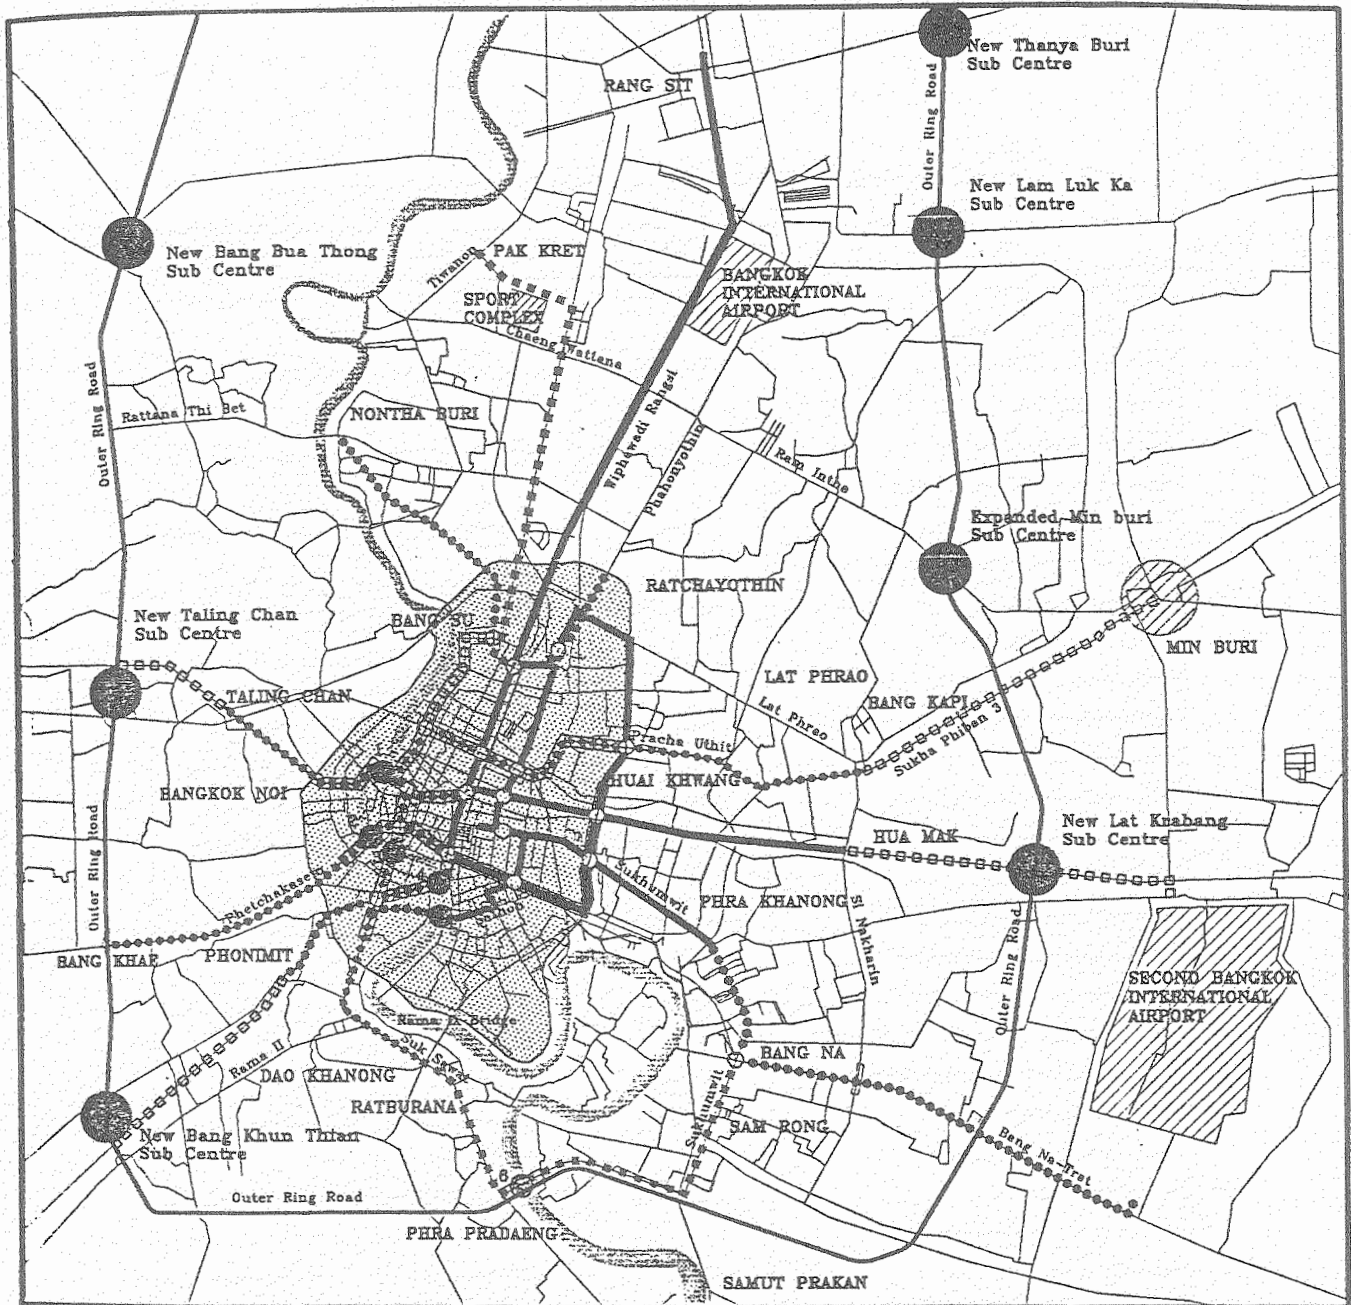 New Thanya Buri
Sub Centre
RANG SIT
Outer Ring Road
New Lam Luk Ka
Sub Centre
New Bang Bua Thong
Sub Centre
Tiwanon
PAK KRET
SPORT
COMPLEX
BANGKOK
INTERNATIONAL
AIRPORT
Chaeng Wattana
Outer Ring Road
Rattana Thi Bet
NONTHA BURI
Wiphewadi Rangsi
Phahonyothin
Ram Inthe
Expanded Min buri
Sub Centre
RATCHAYOTHIN
New Taling Chan
Sub Centre
BANG SU
MIN BURI
LAT PHRAO
TALING CHAN
BANG KAPI
Lat Phreo
Sukha Phiban 3
Pracha Uthit
HUAI KHWANG
BANGKOK NOI
Outer Ring Road
HUA MAK
New Lat Krabang
Sub Centre
Sukhumwit
Phetchakasem
PHRA KHANONG
Si Nakharin
BANG KHAE
PHONIMIT
Outer Ring Road
SECOND BANGKOK
INTERNATIONAL
AIRPORT
Rama IX Bridge
Suk Sawat
Rama II
DAO KHANONG
BANG NA
RATBURANA
Sukhumwit
SAM RONG
New Bang Khun Thian
Sub Centre
Bang Na-Trat
6
Outer Ring Road
PHRA PRADAENG
SAMUT PRAKAN